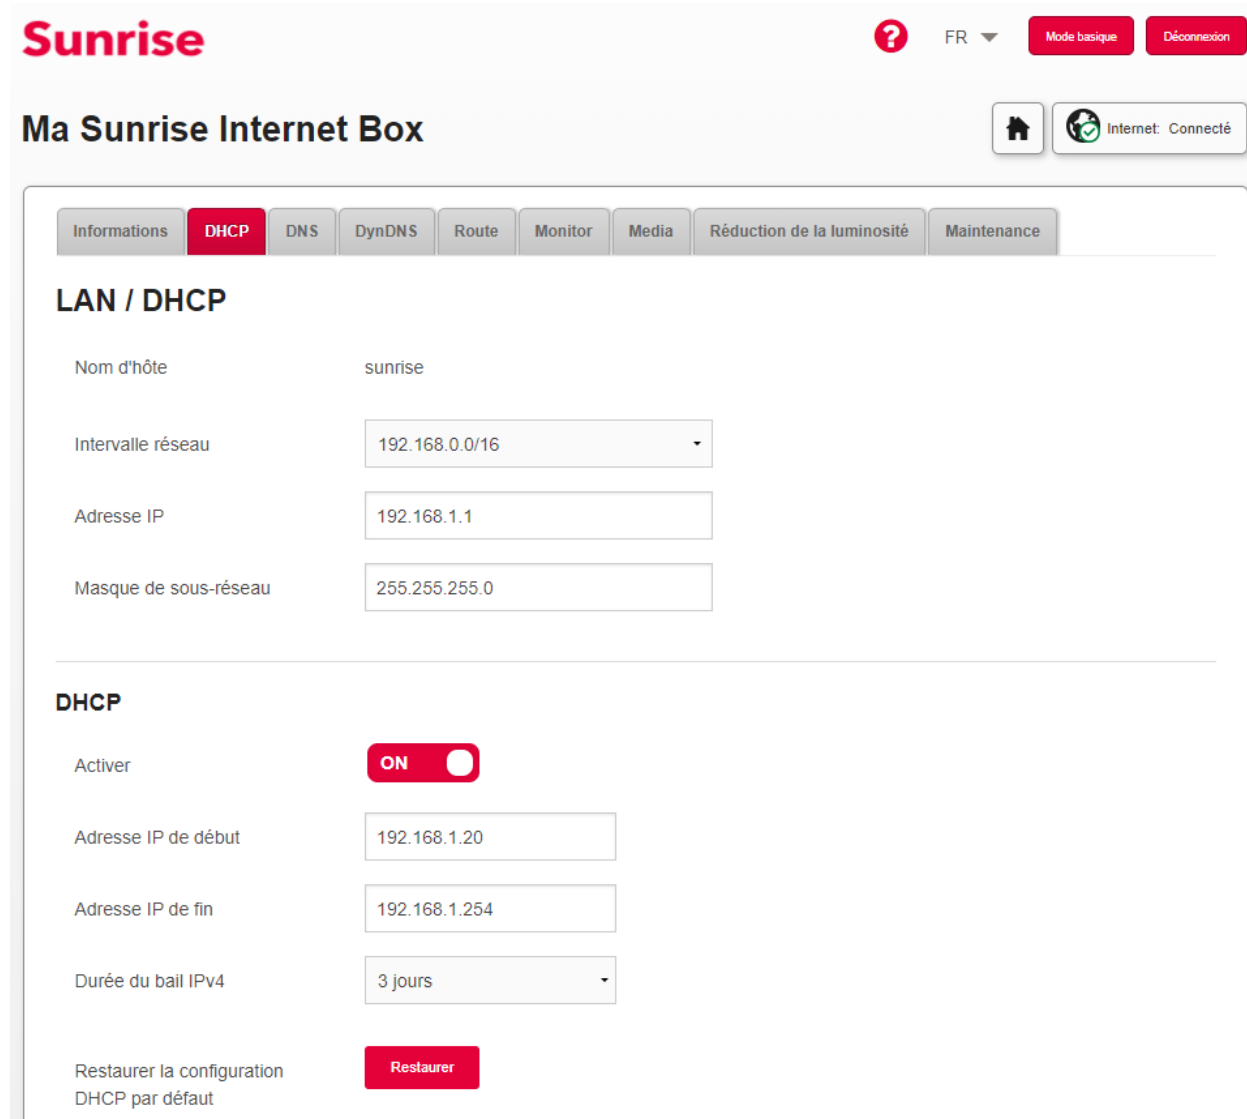 Sunrise
? FR Mode basique Déconnexion
Ma Sunrise Internet Box
Internet: Connecté
Informations DHCP DNS DynDNS Route Monitor Media Réduction de la luminosité Maintenance
LAN / DHCP
Nom d'hôte sunrise
Intervalle réseau 192.168.0.0/16
Adresse IP 192.168.1.1
Masque de sous-réseau 255.255.255.0
DHCP
Activer ON
Adresse IP de début 192.168.1.20
Adresse IP de fin 192.168.1.254
Durée du bail IPv4 3 jours
Restaurer la configuration Restaurer
DHCP par défaut